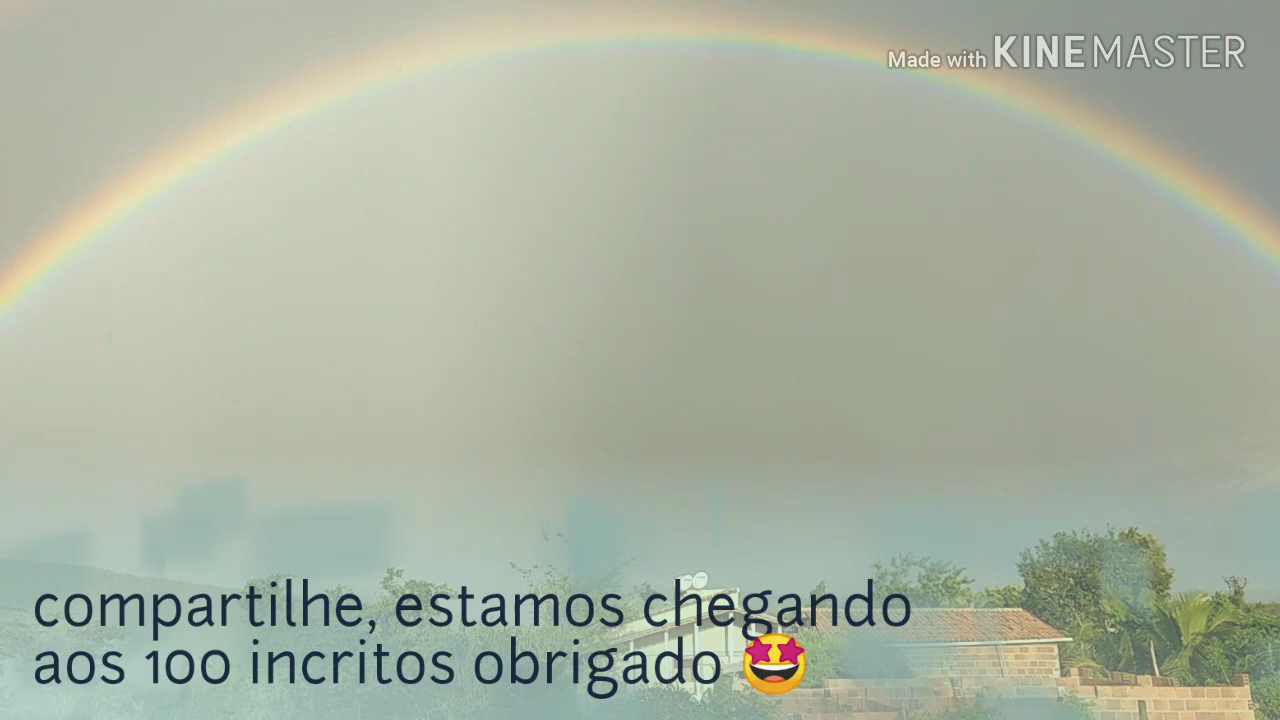 Made with KINEMASTER
compartilhe, estamos chegando
aos 100 incritos obrigado 🤩